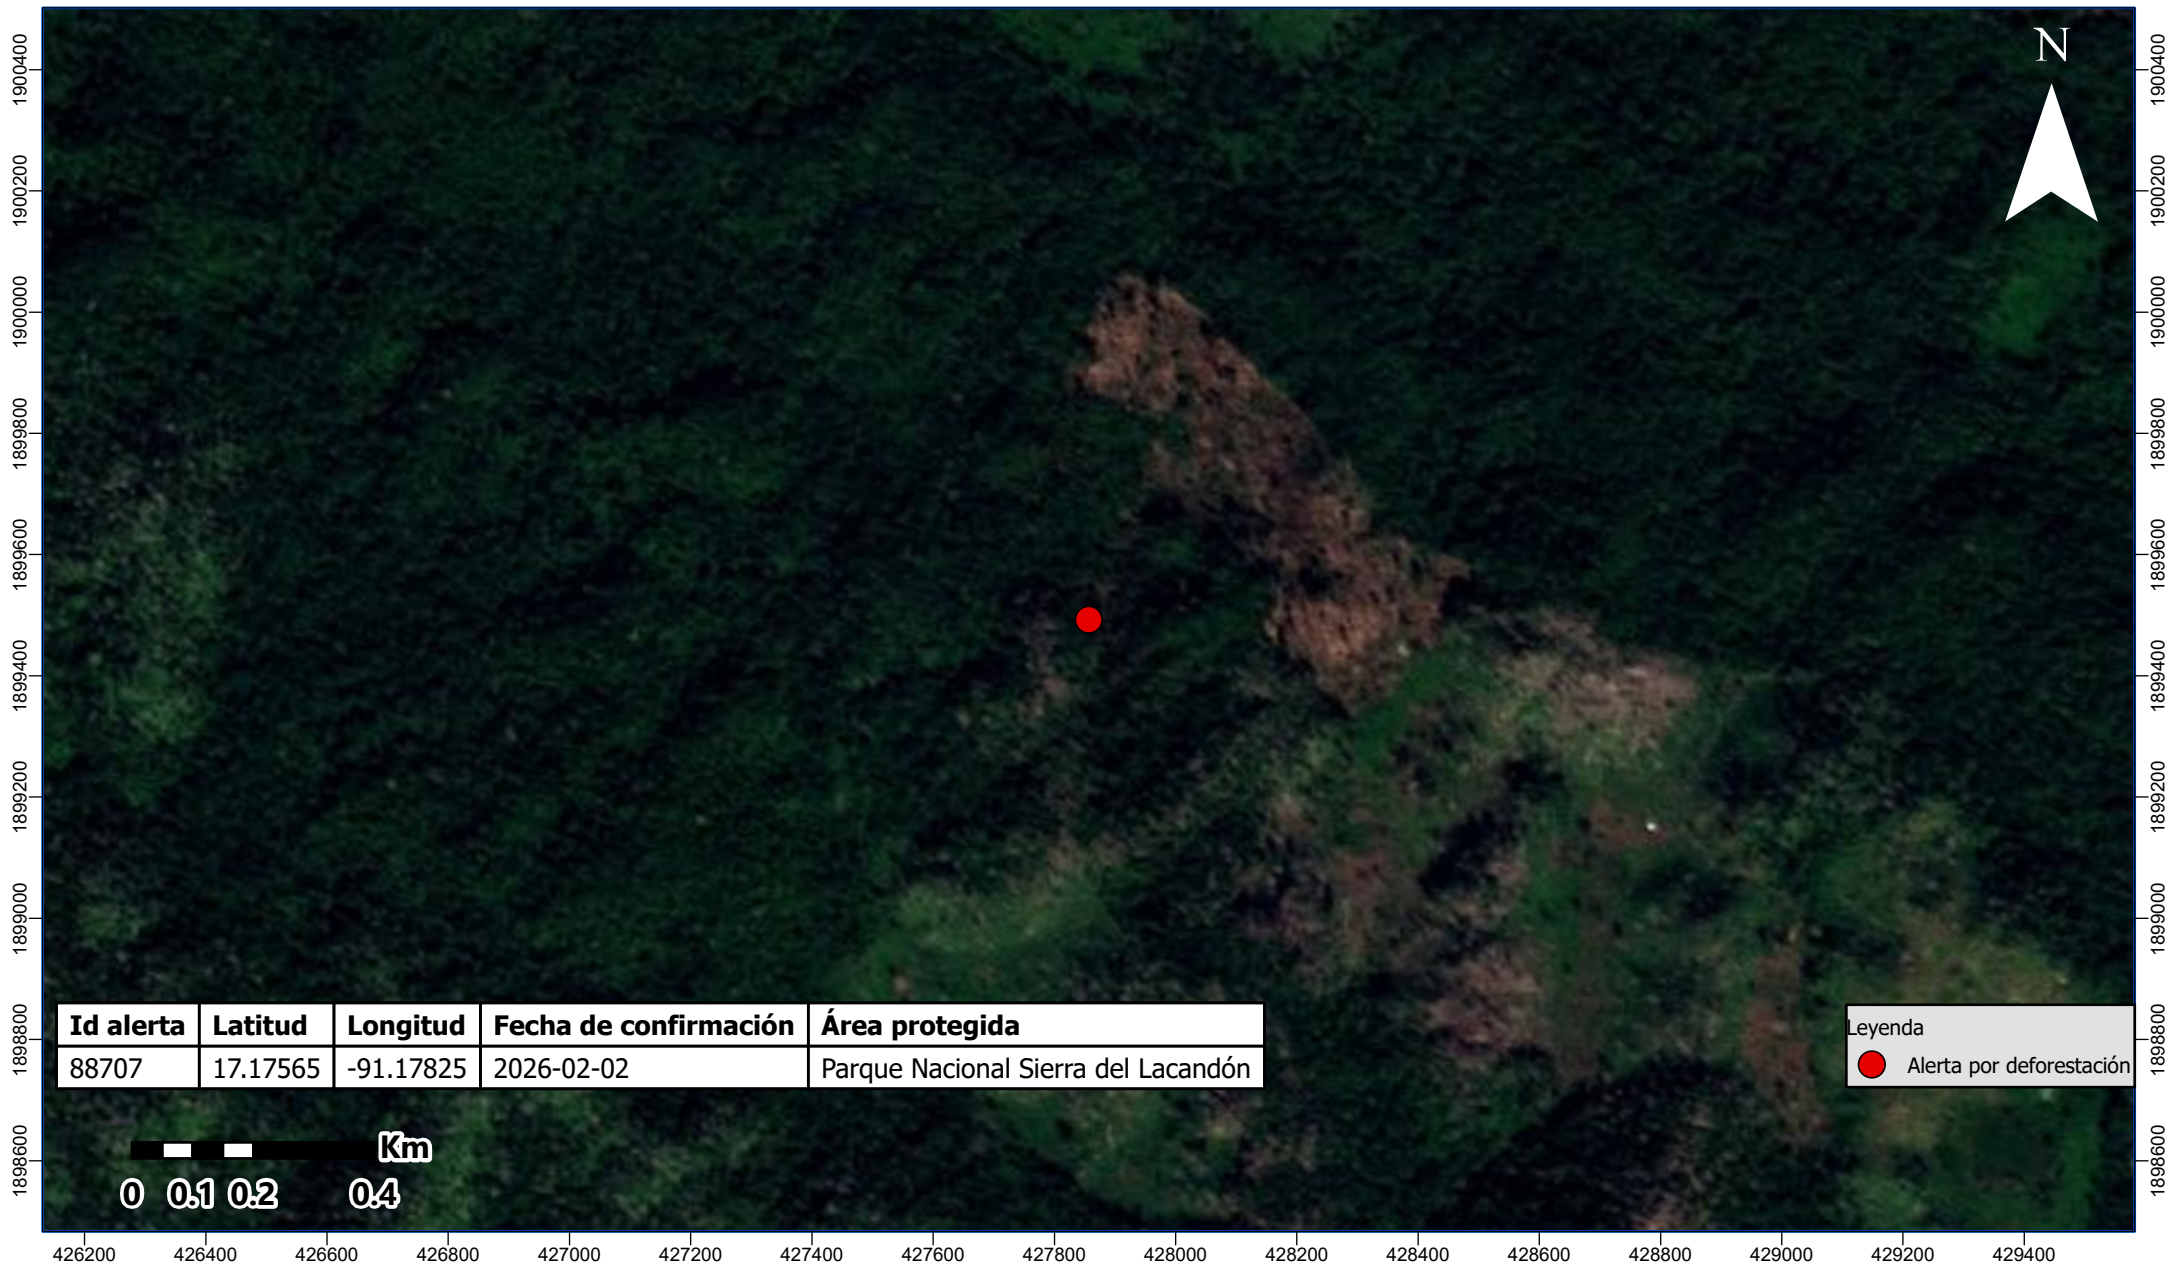 N
1900400
1900200
1900000
1899800
1899600
1899400
1899200
1899000
1898800
1898600
1900400
1900200
1900000
1899800
1899600
1899400
1899200
1899000
1898800
1898600
Id alerta Latitud Longitud Fecha de confirmación Área protegida
88707 17.17565 -91.17825 2026-02-02 Parque Nacional Sierra del Lacandón
Leyenda
Alerta por deforestación
Km
0 0.1 0.2 0.4
426200 426400 426600 426800 427000 427200 427400 427600 427800 428000 428200 428400 428600 428800 429000 429200 429400